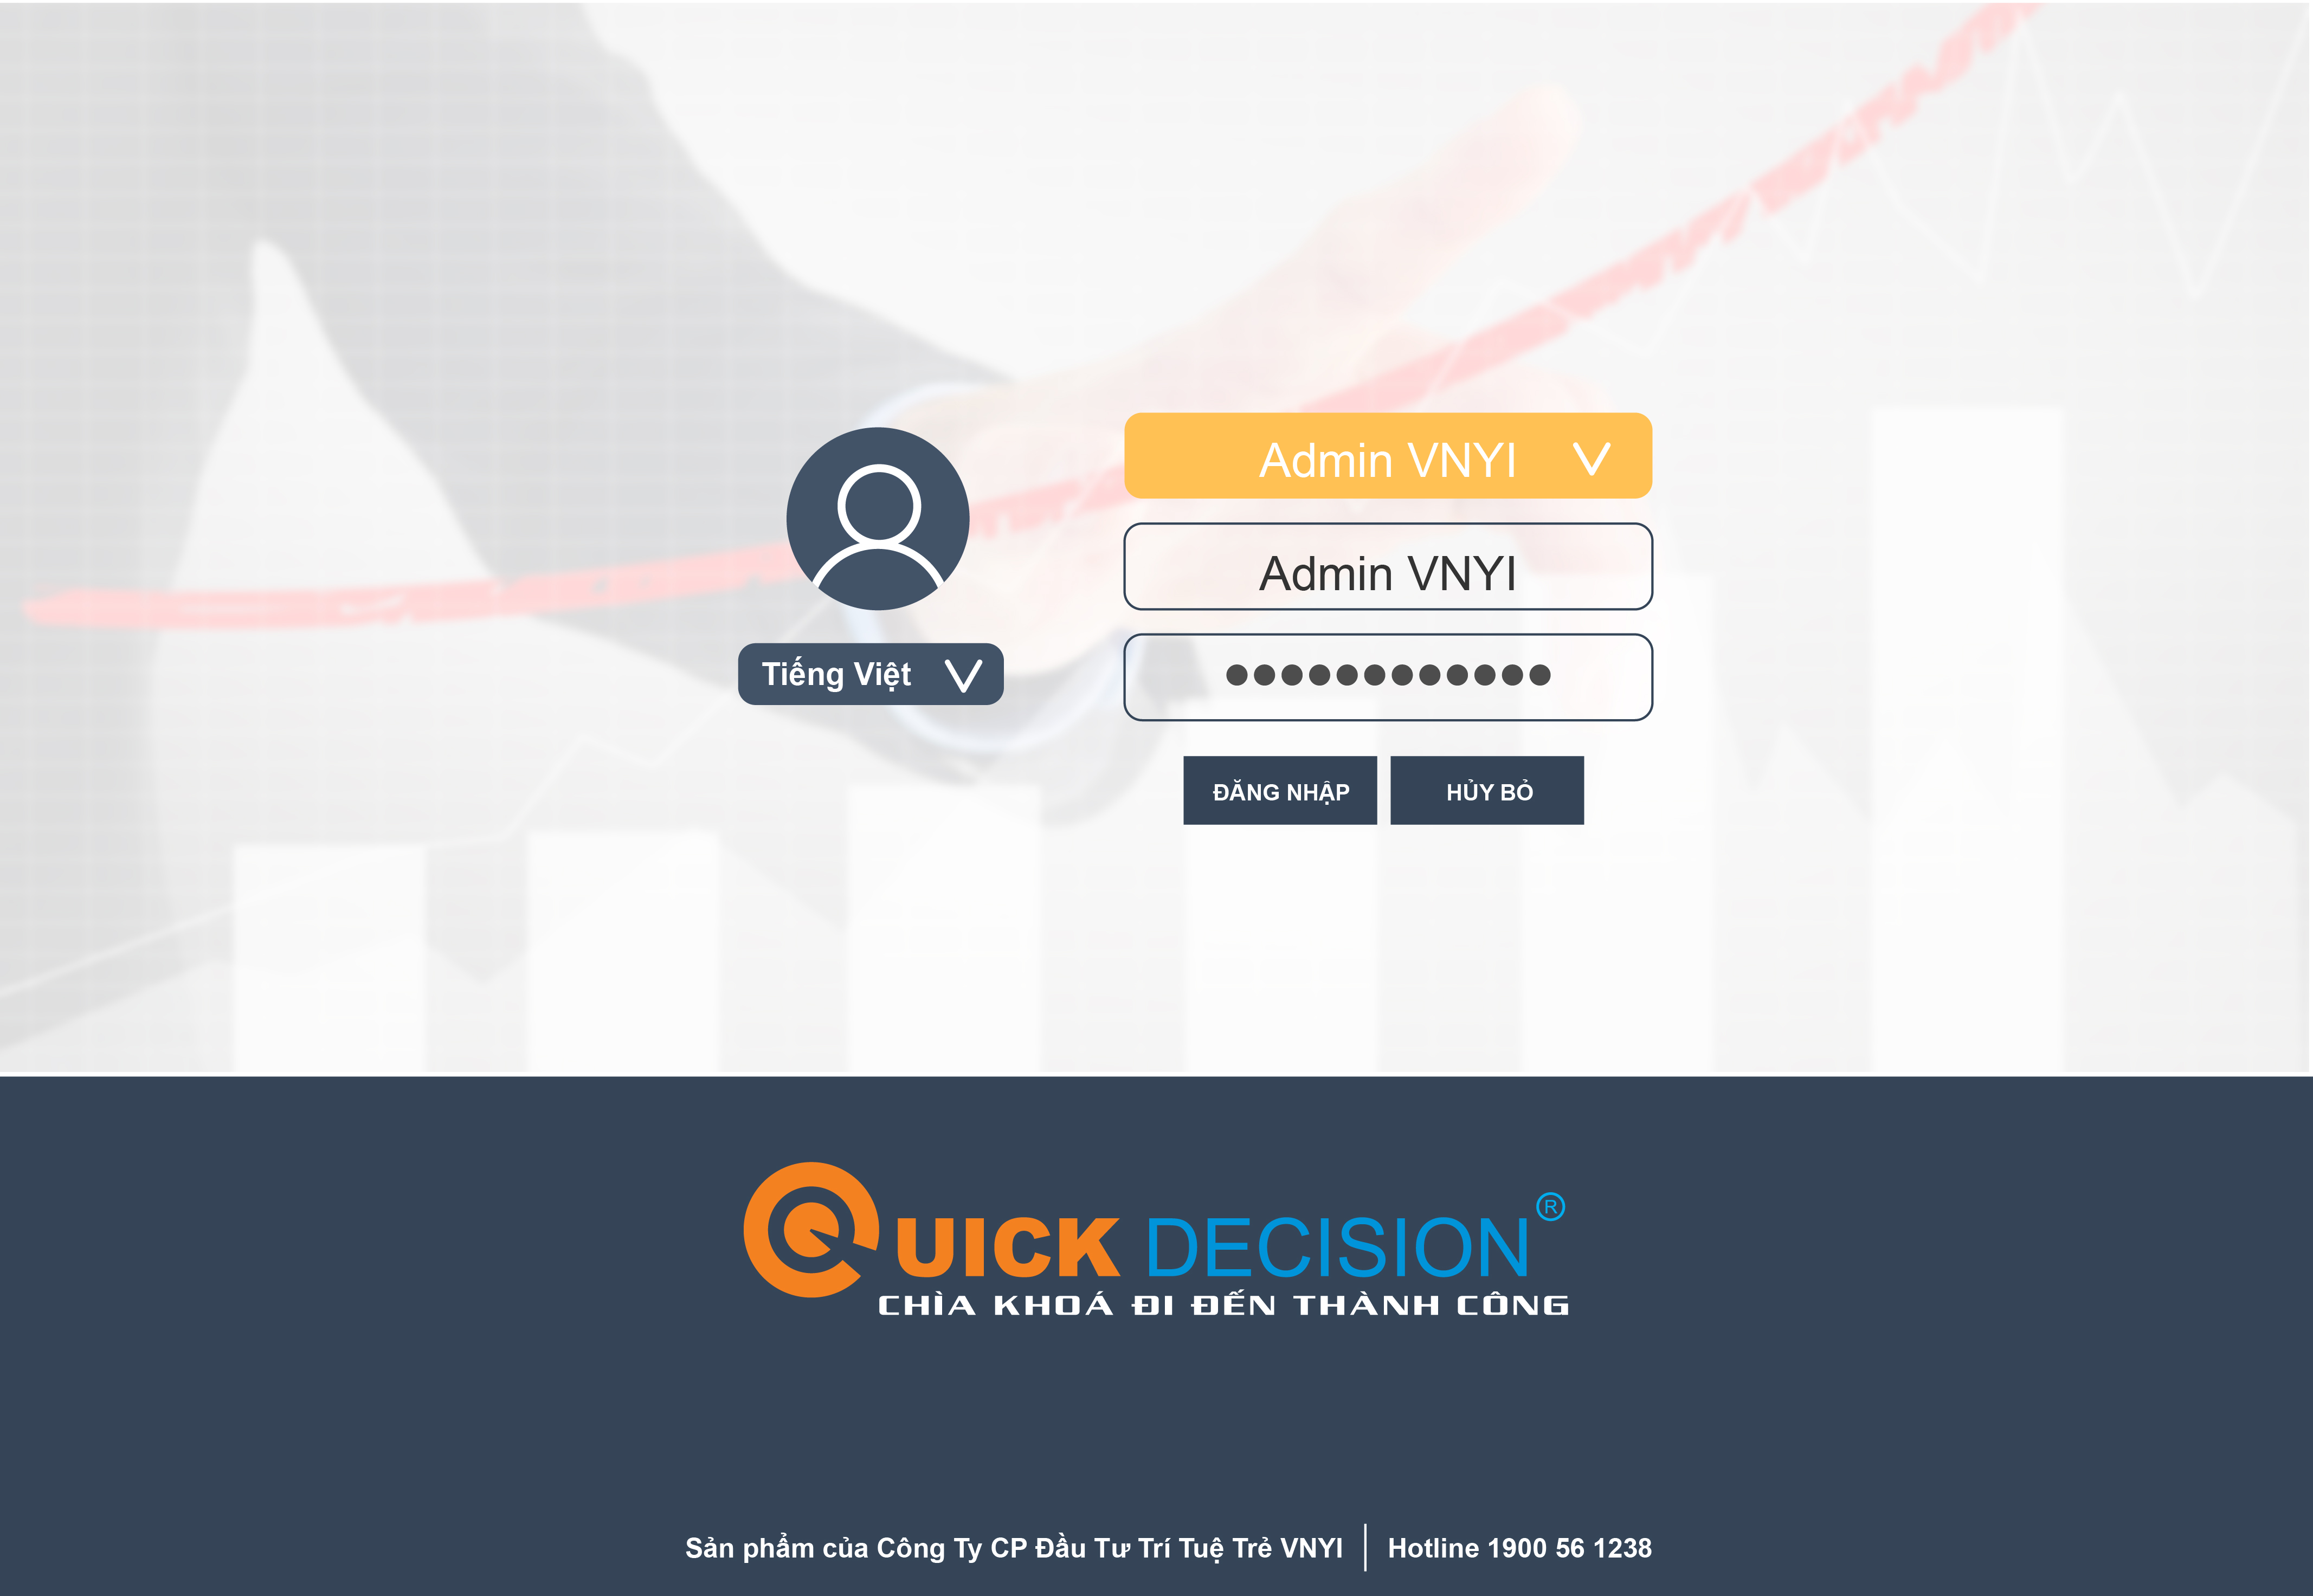 Admin VNYI
Admin VNYI
Tiếng Việt
ĐĂNG NHẬP
HỦY BỎ
QUICK DECISION®
CHÌA KHOÁ ĐI ĐẾN THÀNH CÔNG
Sản phẩm của Công Ty CP Đầu Tư Trí Tuệ Trẻ VNYI | Hotline 1900 56 1238